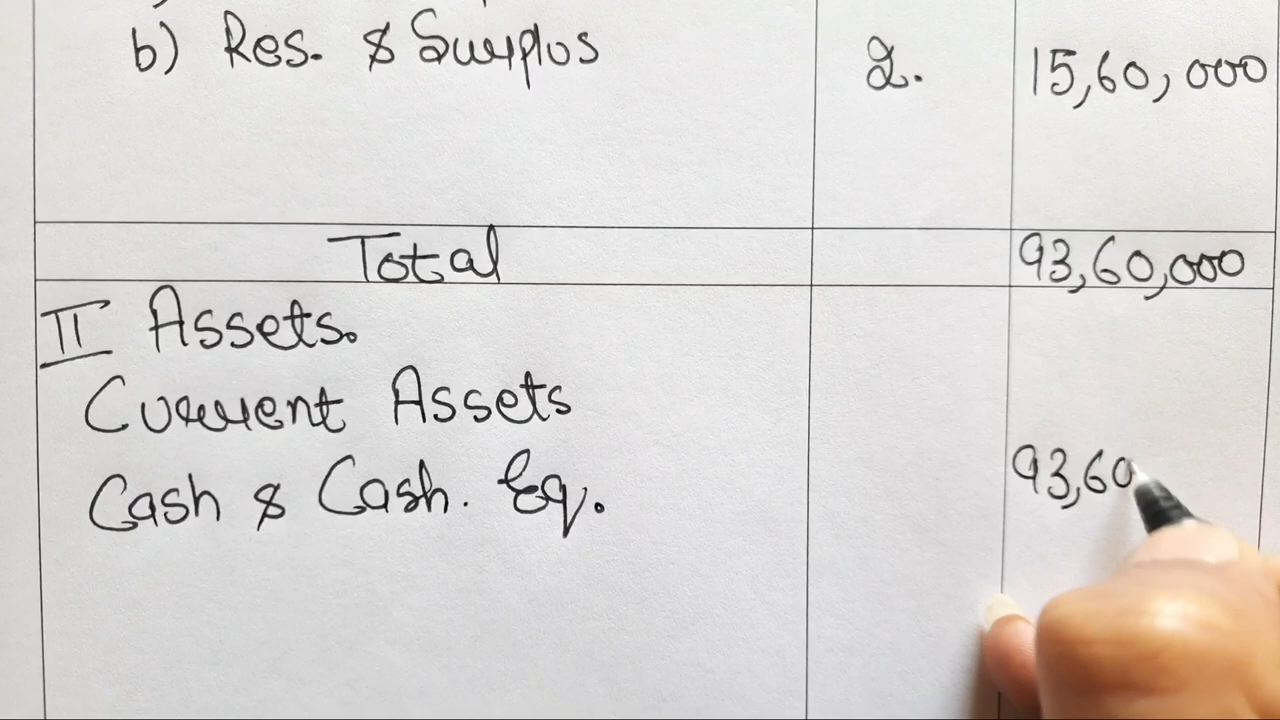 b) Res. & Surplus 2. 15,60,000
Total 93,60,000
II Assets.
Current Assets
Cash & Cash. Eq. 93,60